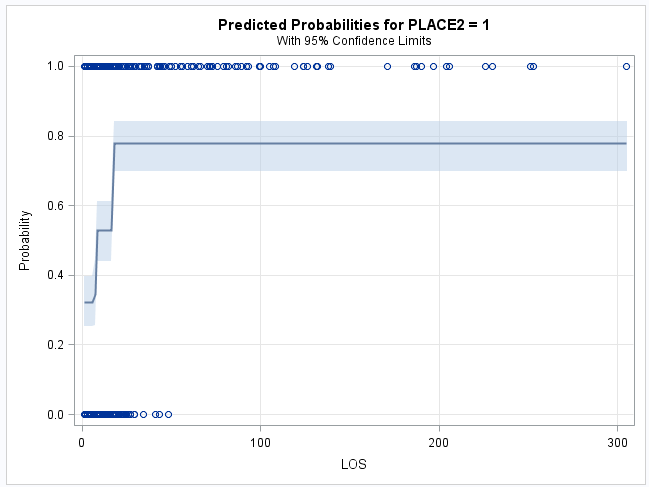 Predicted Probabilities for PLACE2 = 1
With 95% Confidence Limits
1.0
0.8
0.6
0.4
0.2
0.0
Probability
0
100
200
300
LOS